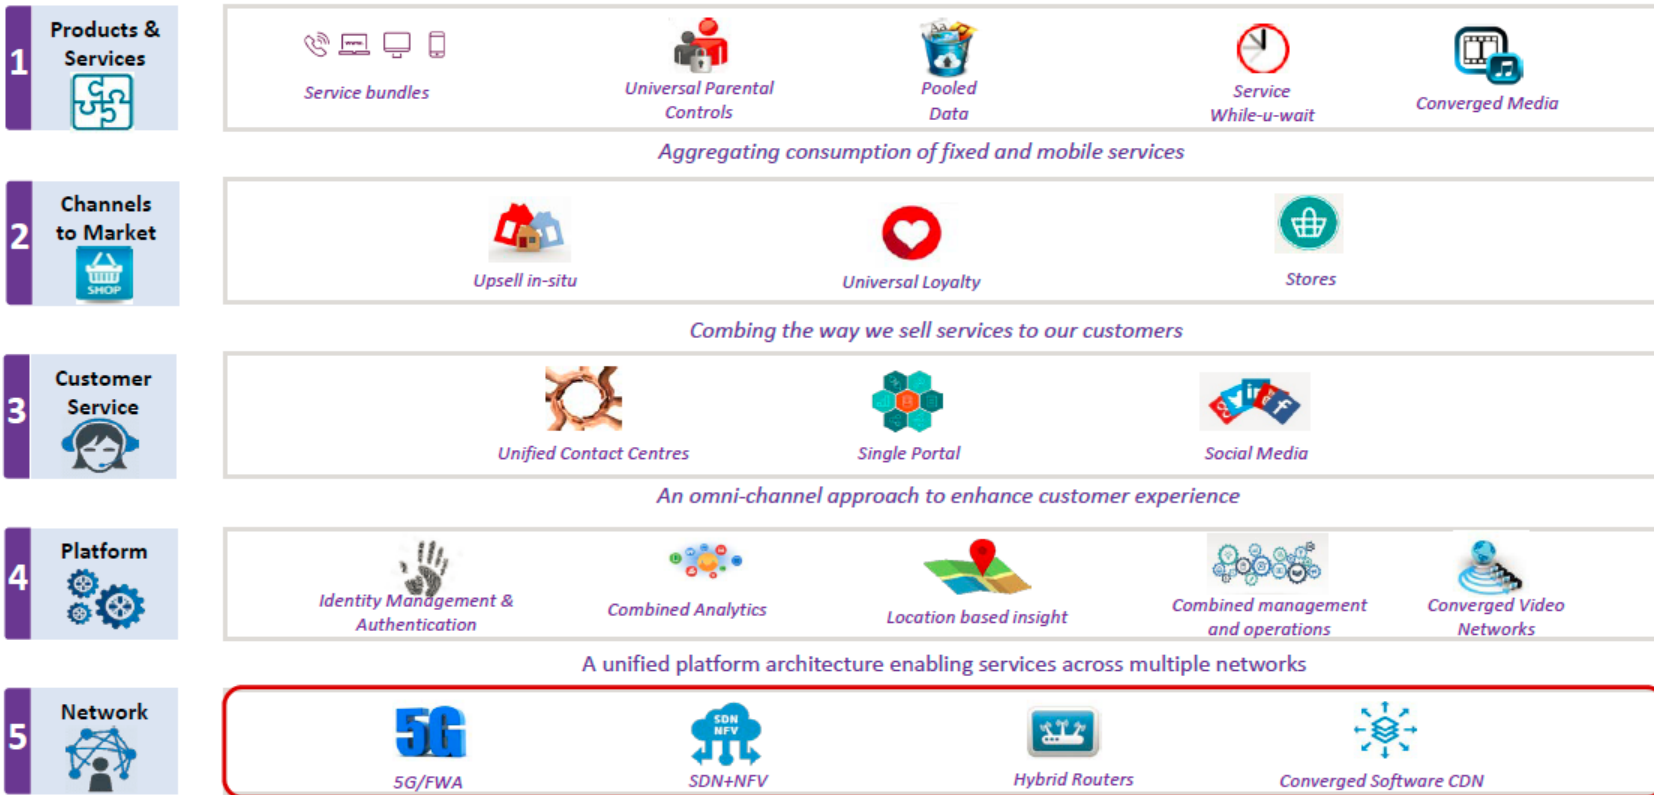 1
Products &
Services
Service bundles
Universal Parental
Controls
Pooled
Data
Service
While-u-wait
Converged Media
Aggregating consumption of fixed and mobile services
2
Channels
to Market
SHOP
Upsell in-situ
Universal Loyalty
Stores
Combing the way we sell services to our customers
3
Customer
Service
Unified Contact Centres
Single Portal
in
f
Social Media
An omni-channel approach to enhance customer experience
4
Platform
Identity Management &
Authentication
Combined Analytics
Location based insight
Combined management
and operations
Converged Video
Networks
A unified platform architecture enabling services across multiple networks
5
Network
5G
5G/FWA
SDN
NFV
SDN+NFV
Hybrid Routers
Converged Software CDN